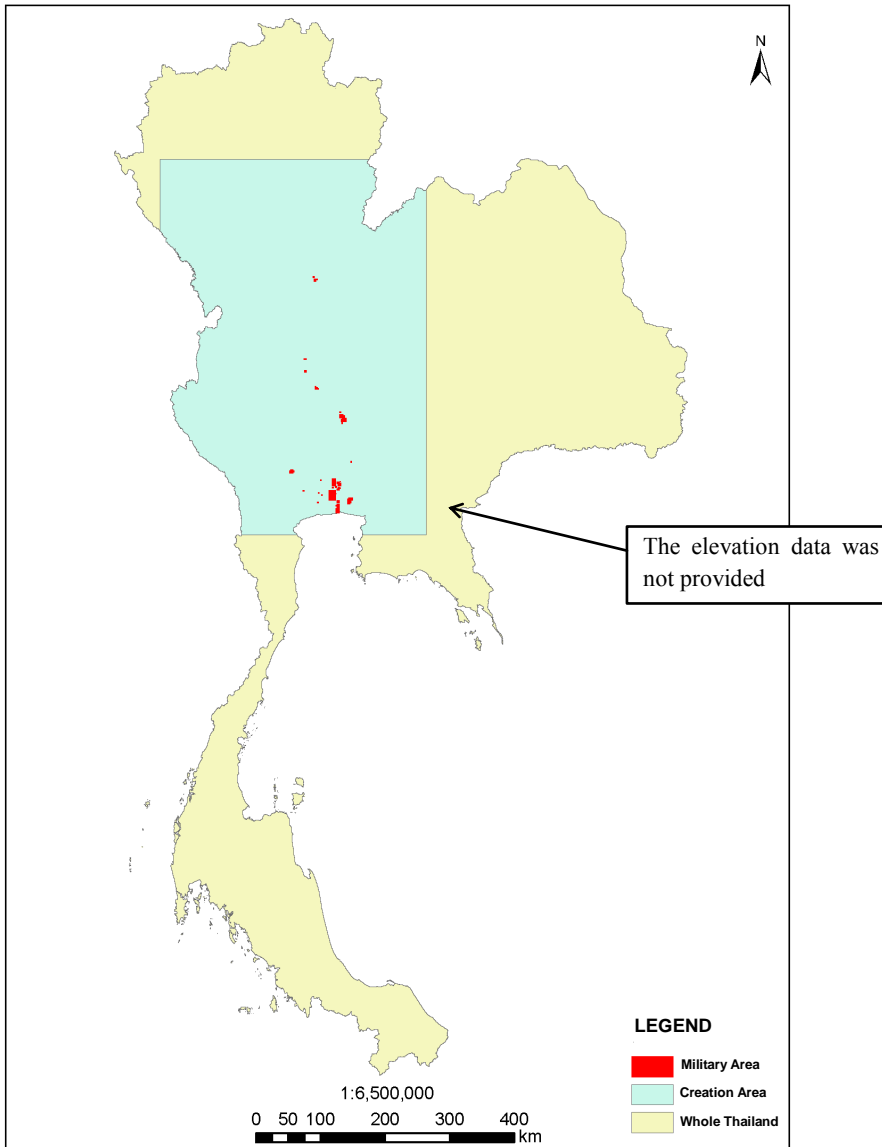 N
The elevation data was
not provided
LEGEND
Military Area
Creation Area
Whole Thailand
1:6,500,000
0 50 100 200 300 400
km